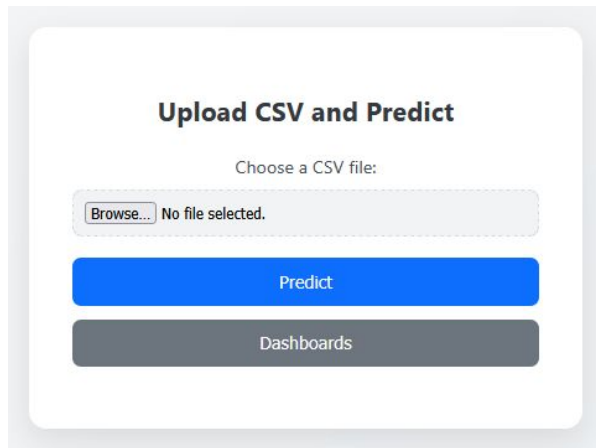 Upload CSV and Predict
Choose a CSV file:
Browse... No file selected.
Predict
Dashboards